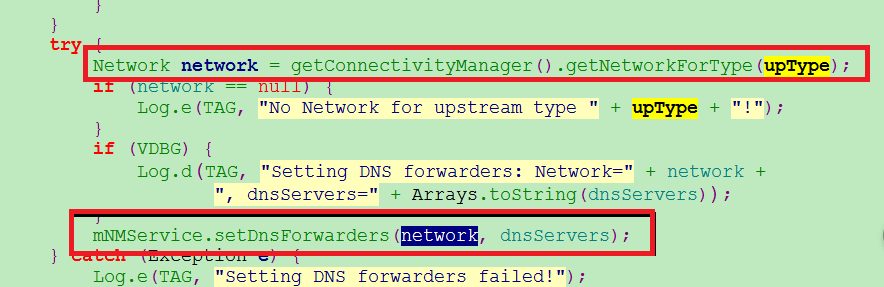 }
}
try {
Network network = getConnectivityManager().getNetworkForType(upType);
if (network == null) {
Log.e(TAG, "No Network for upstream type " + upType + "!");
}
if (VDBG) {
Log.d(TAG, "Setting DNS forwarders: Network=" + network +
", dnsServers=" + Arrays.toString(dnsServers));
}
mNMService.setDnsForwarders(network, dnsServers);
} catch (Exception e) {
Log.e(TAG, "Setting DNS forwarders failed!");